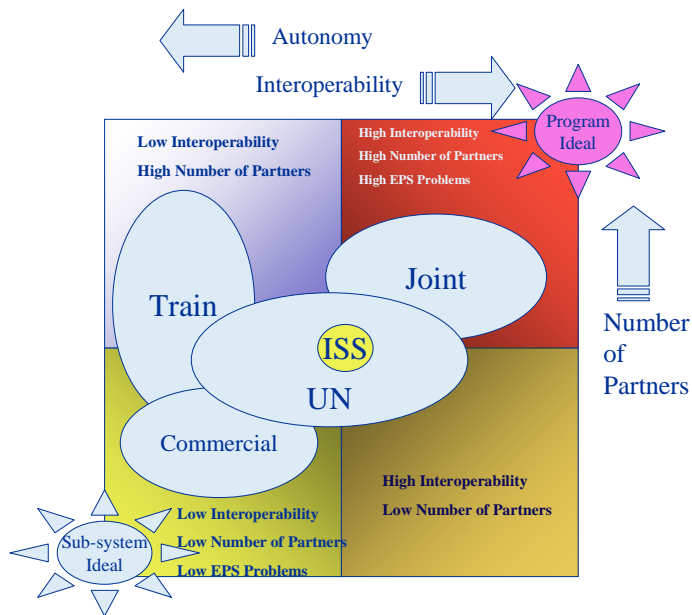 Autonomy
Interoperability
Program
Ideal
Low Interoperability
High Number of Partners
High Interoperability
High Number of Partners
High EPS Problems
Train
Joint
ISS
UN
Number
of
Partners
Commercial
High Interoperability
Low Number of Partners
Low Interoperability
Low Number of Partners
Low EPS Problems
Sub-system
Ideal